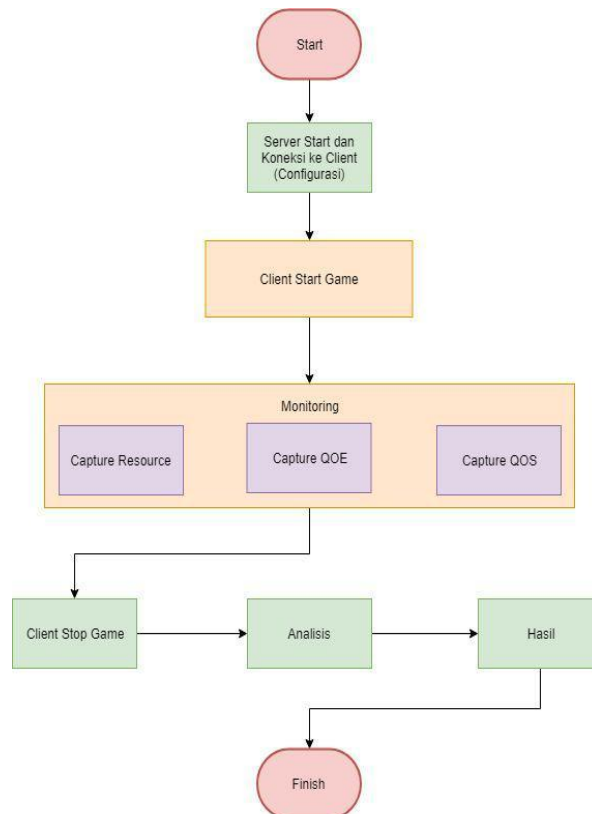 Start
Server Start dan
Koneksi ke Client
(Configurasi)
Client Start Game
Monitoring
Capture Resource
Capture QOE
Capture QOS
Client Stop Game
Analisis
Hasil
Finish